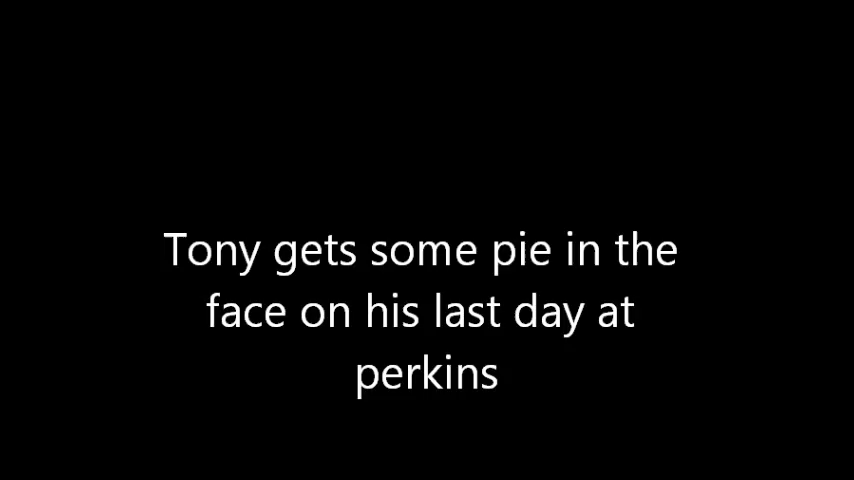 Tony gets some pie in the
face on his last day at
perkins